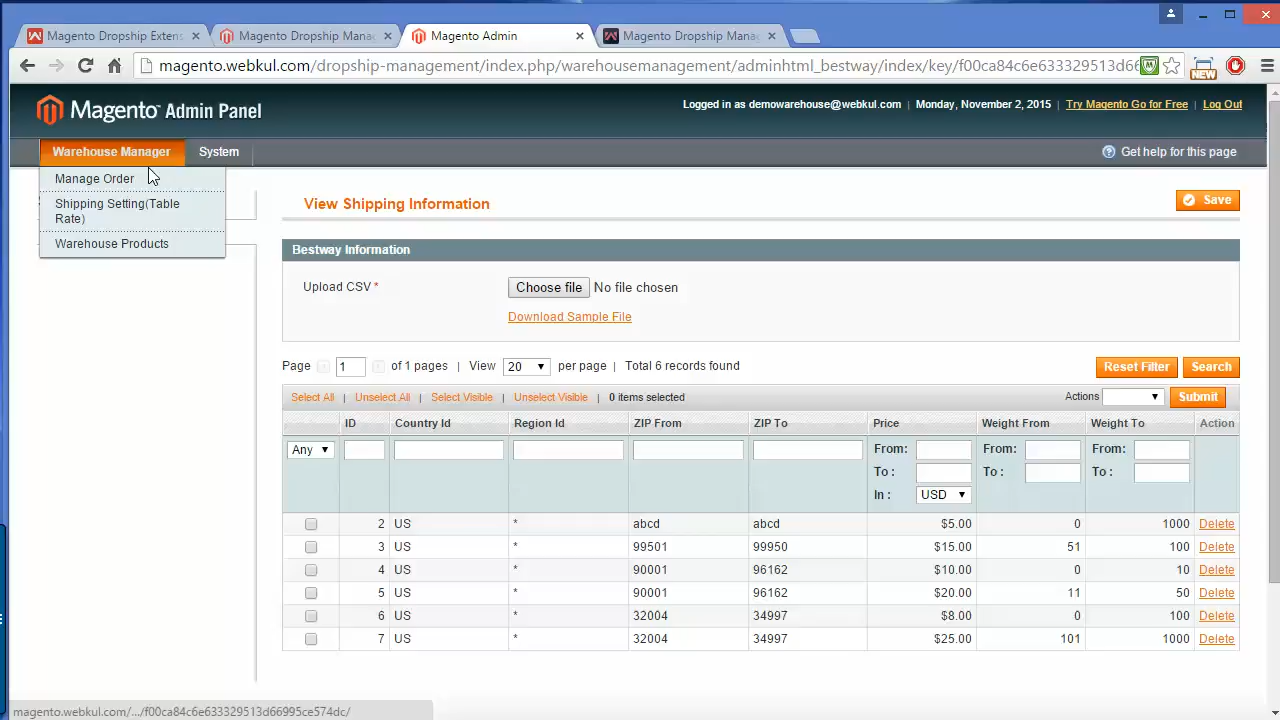 Magento Dropship Extens
Magento Dropship Mana
Magento Admin
Magento Dropship Mana
magento.webkul.com/dropship-management/index.php/warehousemanagement/adminhtml_bestway/index/key/f00ca84c6e633329513d66
NEW
Magento Admin Panel
Logged in as demowarehouse@webkul.com | Monday, November 2, 2015 | Try Magento Go for Free | Log Out
Warehouse Manager System Get help for this page
Manage Order
Shipping Setting(Table
Rate)
Warehouse Products
View Shipping Information Save
Bestway Information
Upload CSV * Choose file No file chosen
Download Sample File
Page 1 of 1 pages | View 20 per page | Total 6 records found Reset Filter Search
Select All | Unselect All | Select Visible | Unselect Visible | 0 items selected Actions Submit
ID Country Id Region Id ZIP From ZIP To Price Weight From Weight To Action
Any From: From: From:
To : To : To :
In : USD
2 US * abcd abcd $5.00 0 1000 Delete
3 US * 99501 99950 $15.00 51 100 Delete
4 US * 90001 96162 $10.00 0 10 Delete
5 US * 90001 96162 $20.00 11 50 Delete
6 US * 32004 34997 $8.00 0 100 Delete
7 US * 32004 34997 $25.00 101 1000 Delete
magento.webkul.com/.../f00ca84c6e633329513d66995ce574dc/